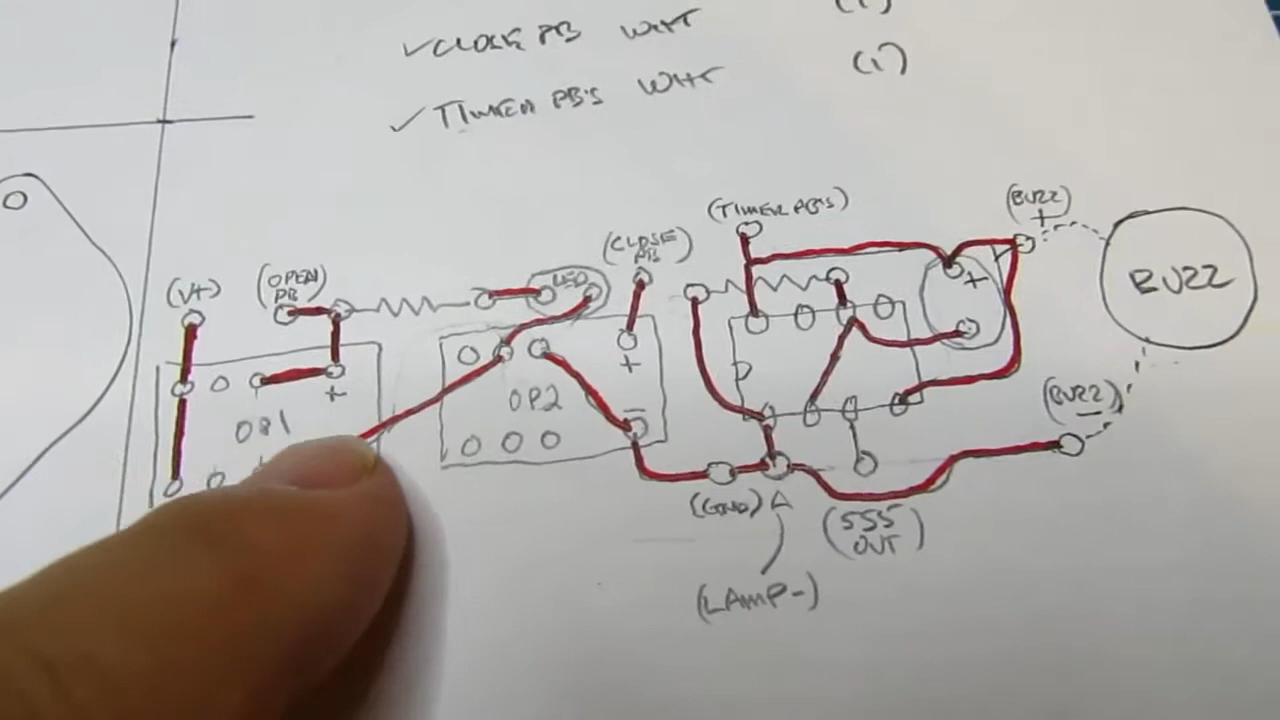 (1)
✓CLOSE PB WHT
(1)
✓TIMER PB'S WHT
(TIMER PB'S)
(BUZZ)
+
(CLOSE
PB)
(V+)
(OPEN
PB)
LED
+
BUZZ
+
+
OP1
OP2
-
(BUZZ)
-
(GND) A
(555
OUT)
(LAMP-)